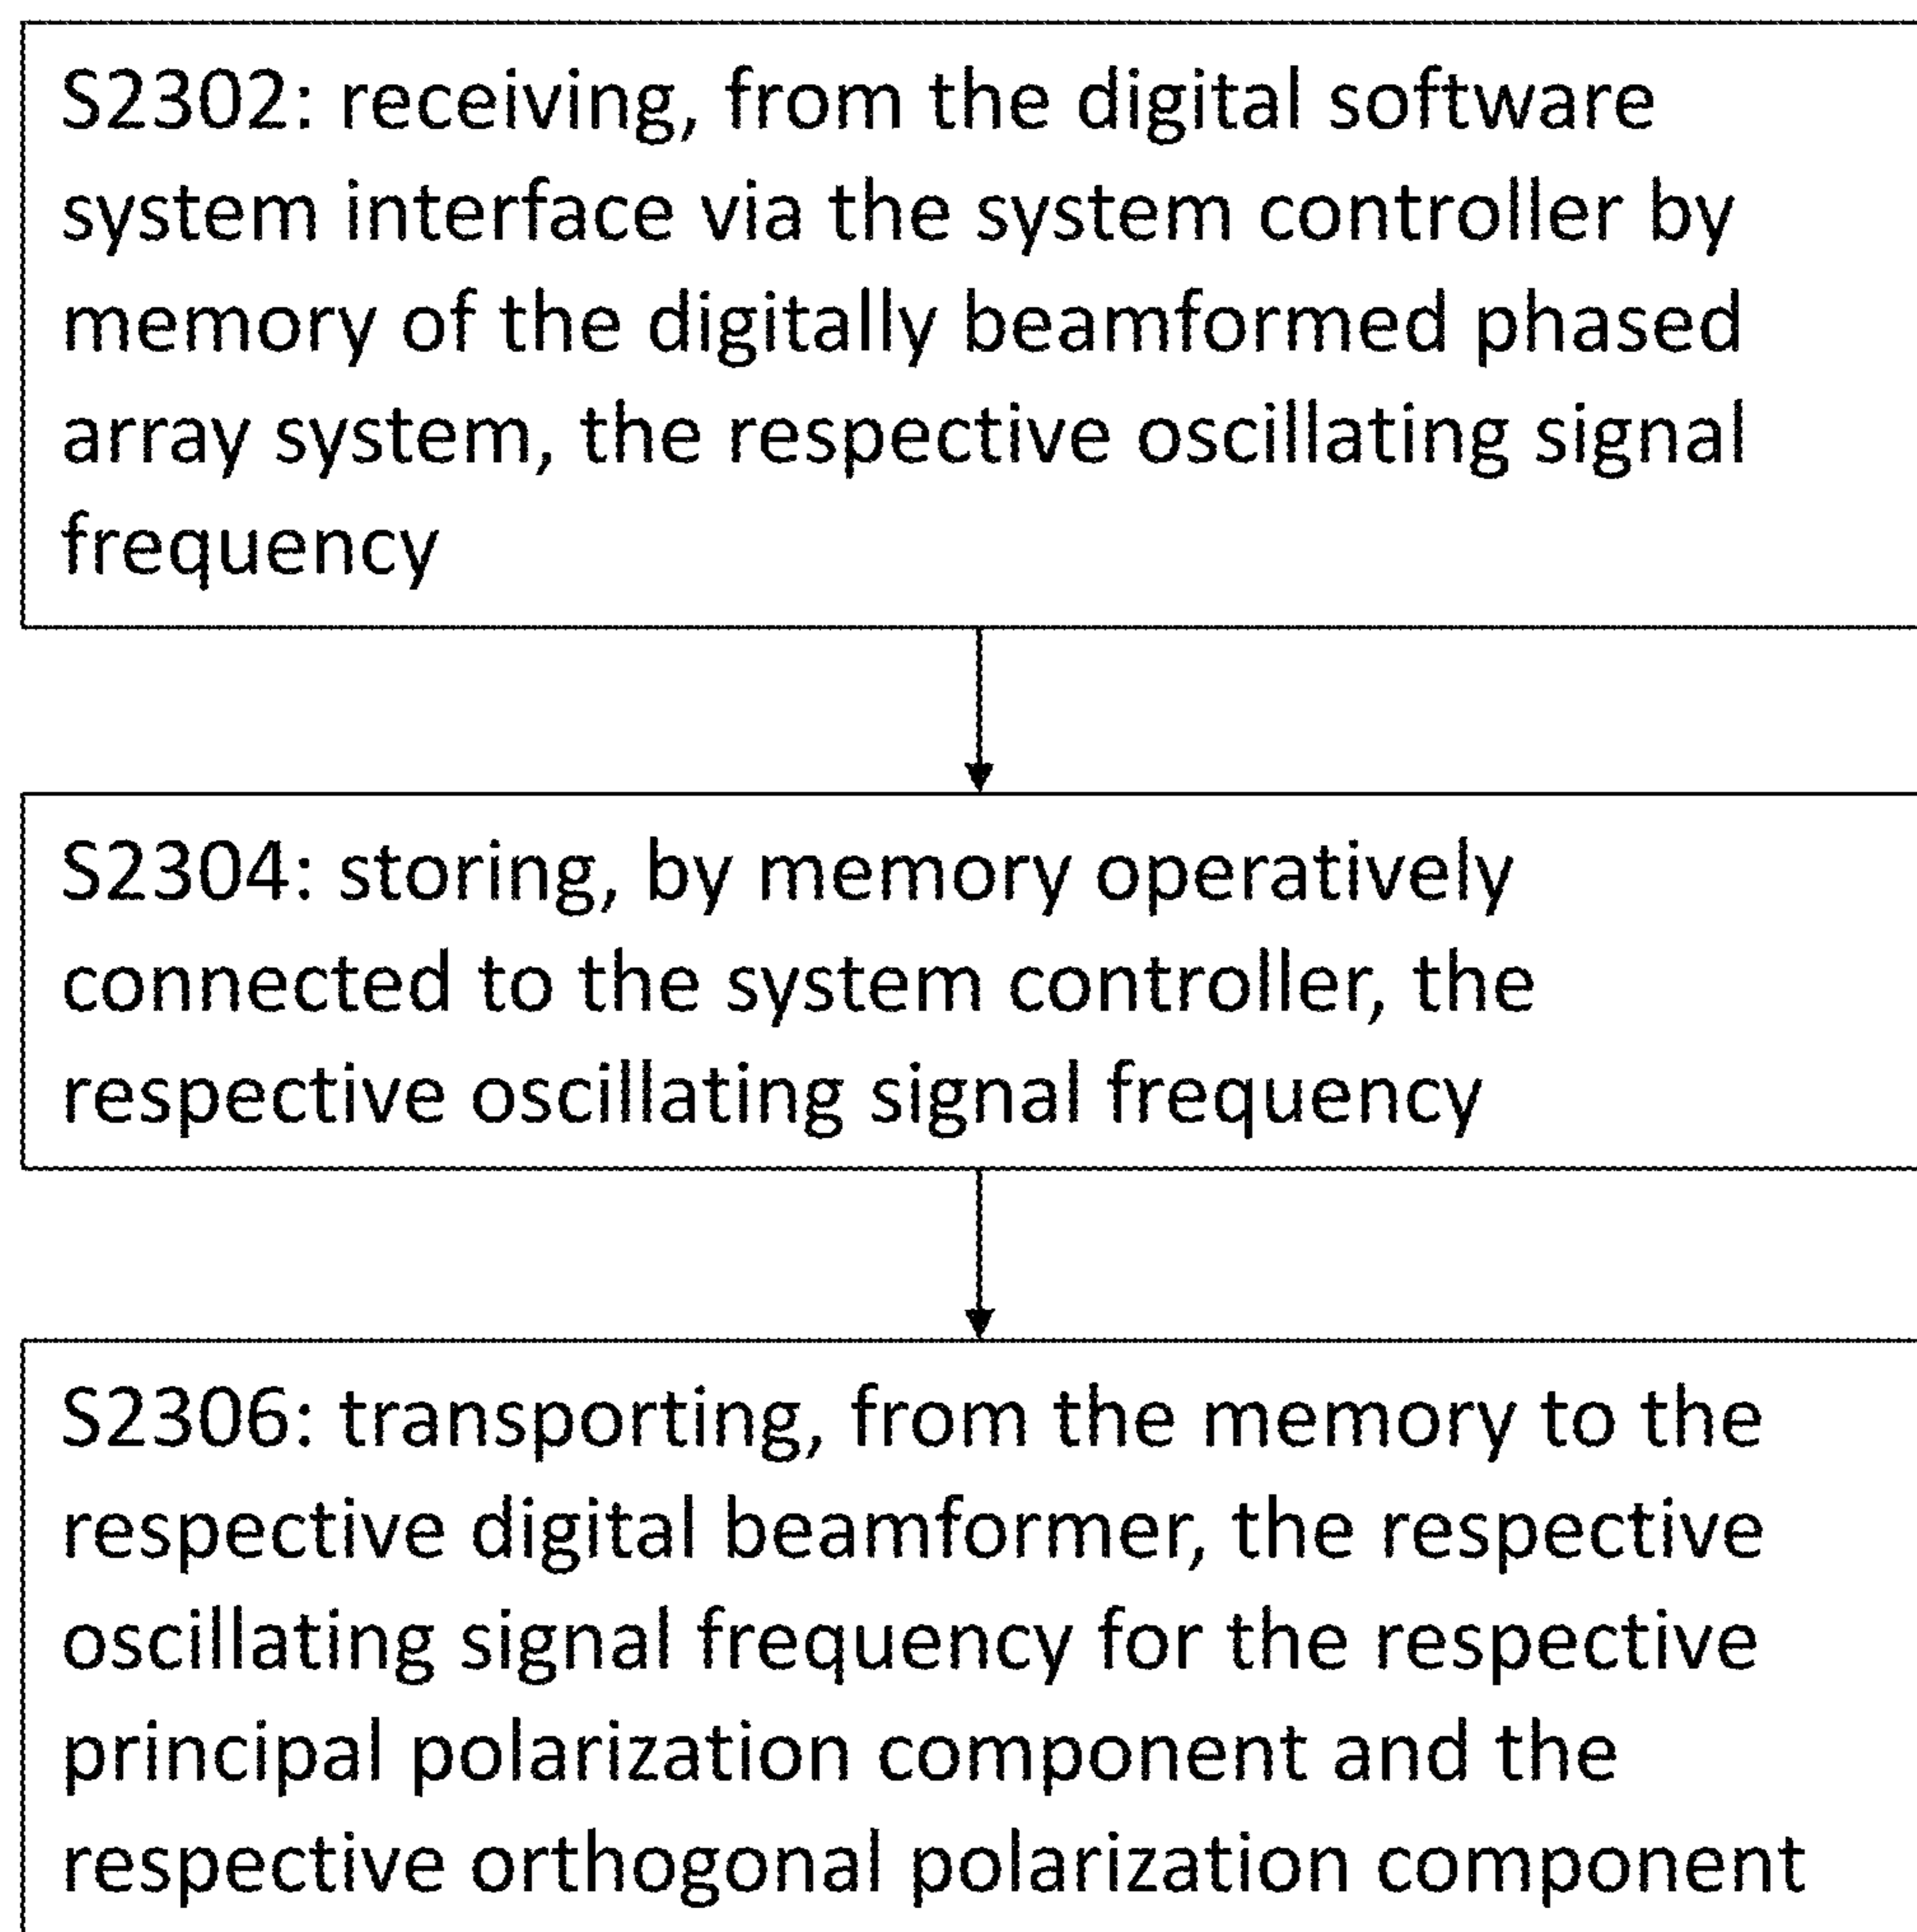 S2302: receiving, from the digital software
system interface via the system controller by
memory of the digitally beamformed phased
array system, the respective oscillating signal
frequency
S2304: storing, by memory operatively
connected to the system controller, the
respective oscillating signal frequency
S2306: transporting, from the memory to the
respective digital beamformer, the respective
oscillating signal frequency for the respective
principal polarization component and the
respective orthogonal polarization component